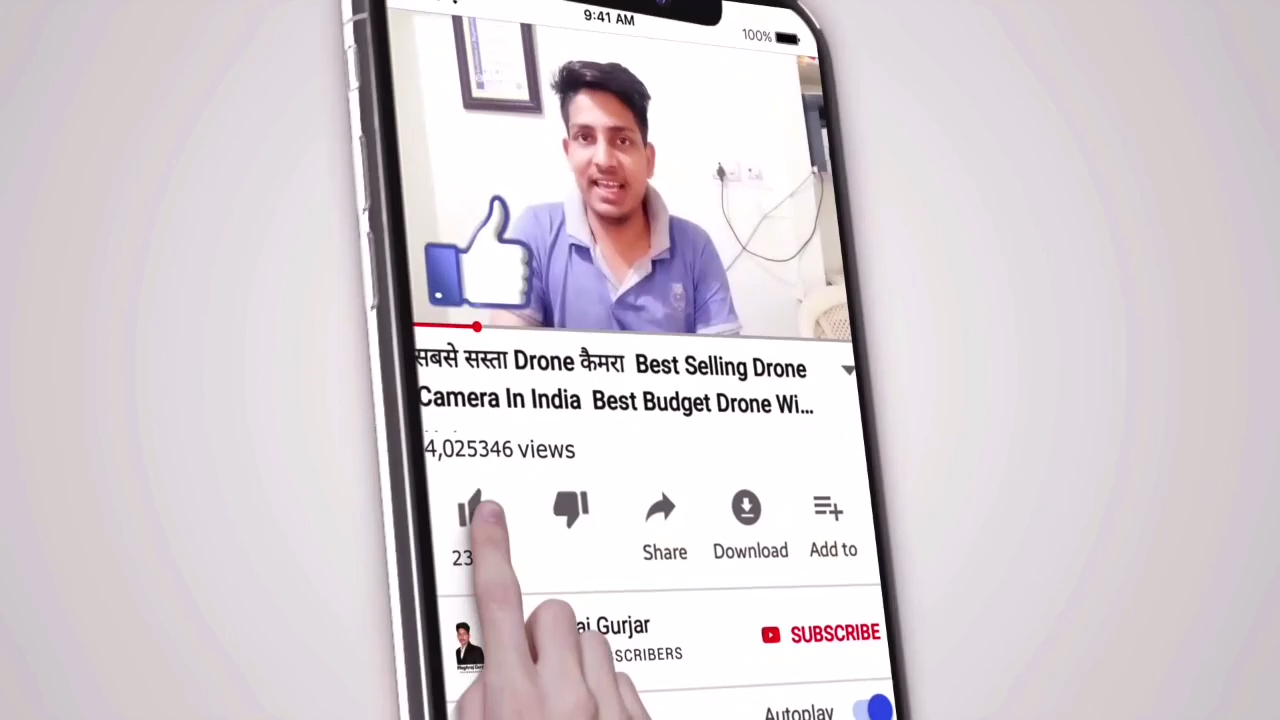 9:41 AM
100%
सबसे सस्ता Drone कैमरा Best Selling Drone
Camera In India Best Budget Drone Wi...
4,025346 views
23
Share
Download
Add to
Gurjar
SUBSCRIBE
SCRIBERS
Autoplay